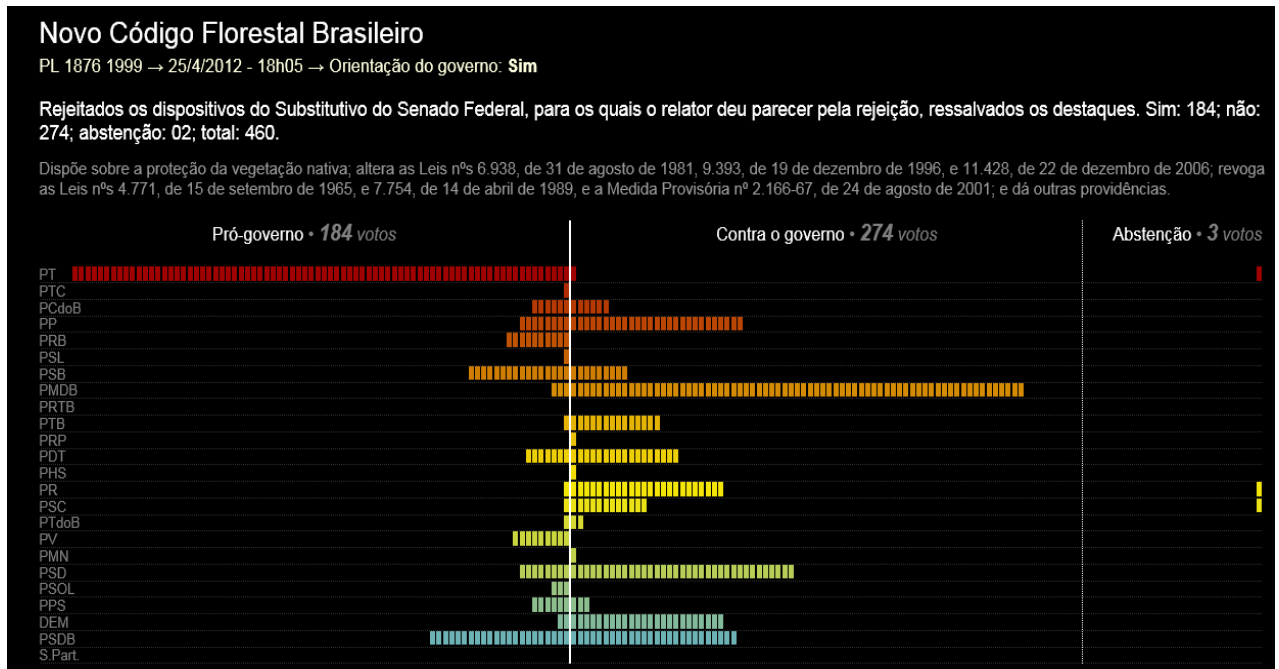 Novo Código Florestal Brasileiro
PL 1876 1999 → 25/4/2012 - 18h05 → Orientação do governo: Sim
Rejeitados os dispositivos do Substitutivo do Senado Federal, para os quais o relator deu parecer pela rejeição, ressalvados os destaques. Sim: 184; não:
274; abstenção: 02; total: 460.
Dispõe sobre a proteção da vegetação nativa; altera as Leis nºs 6.938, de 31 de agosto de 1981, 9.393, de 19 de dezembro de 1996, e 11.428, de 22 de dezembro de 2006; revoga
as Leis nºs 4.771, de 15 de setembro de 1965, e 7.754, de 14 de abril de 1989, e a Medida Provisória nº 2.166-67, de 24 de agosto de 2001; e dá outras providências.
Pró-governo • 184 votos Contra o governo • 274 votos Abstenção • 3 votos
PT
PTC
PCdoB
PP
PRB
PSL
PSB
PMDB
PRTB
PTB
PRP
PDT
PHS
PR
PSC
PTdoB
PV
PMN
PSD
PSOL
PPS
DEM
PSDB
S.Part.